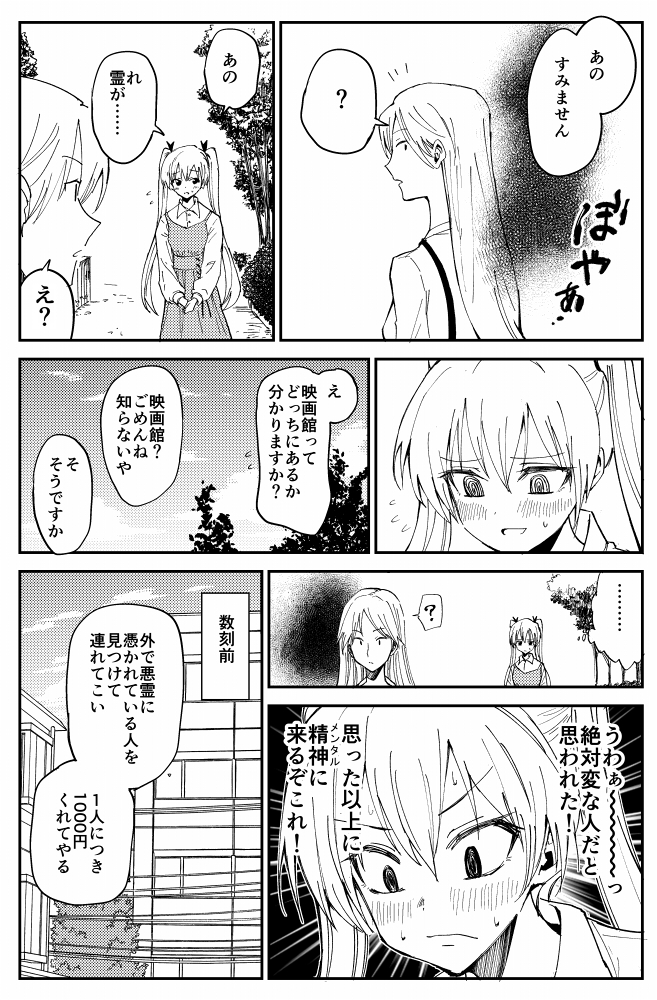 あの
すみません
ぼやぁ
？
あの
れ
霊が……
え？
え
映画館って
どっちにあるか
分かりますか？
映画館？
ごめんね
知らないや
そ
そうですか
………
？
うわぁ～～～～っ
絶対変な人だと
思われた！
思った以上に
精神に
メンタル
来るぞこれ！
数刻前
外で悪霊に
憑かれている人を
見つけて
連れてこい
1人につき
1000円
くれてやる